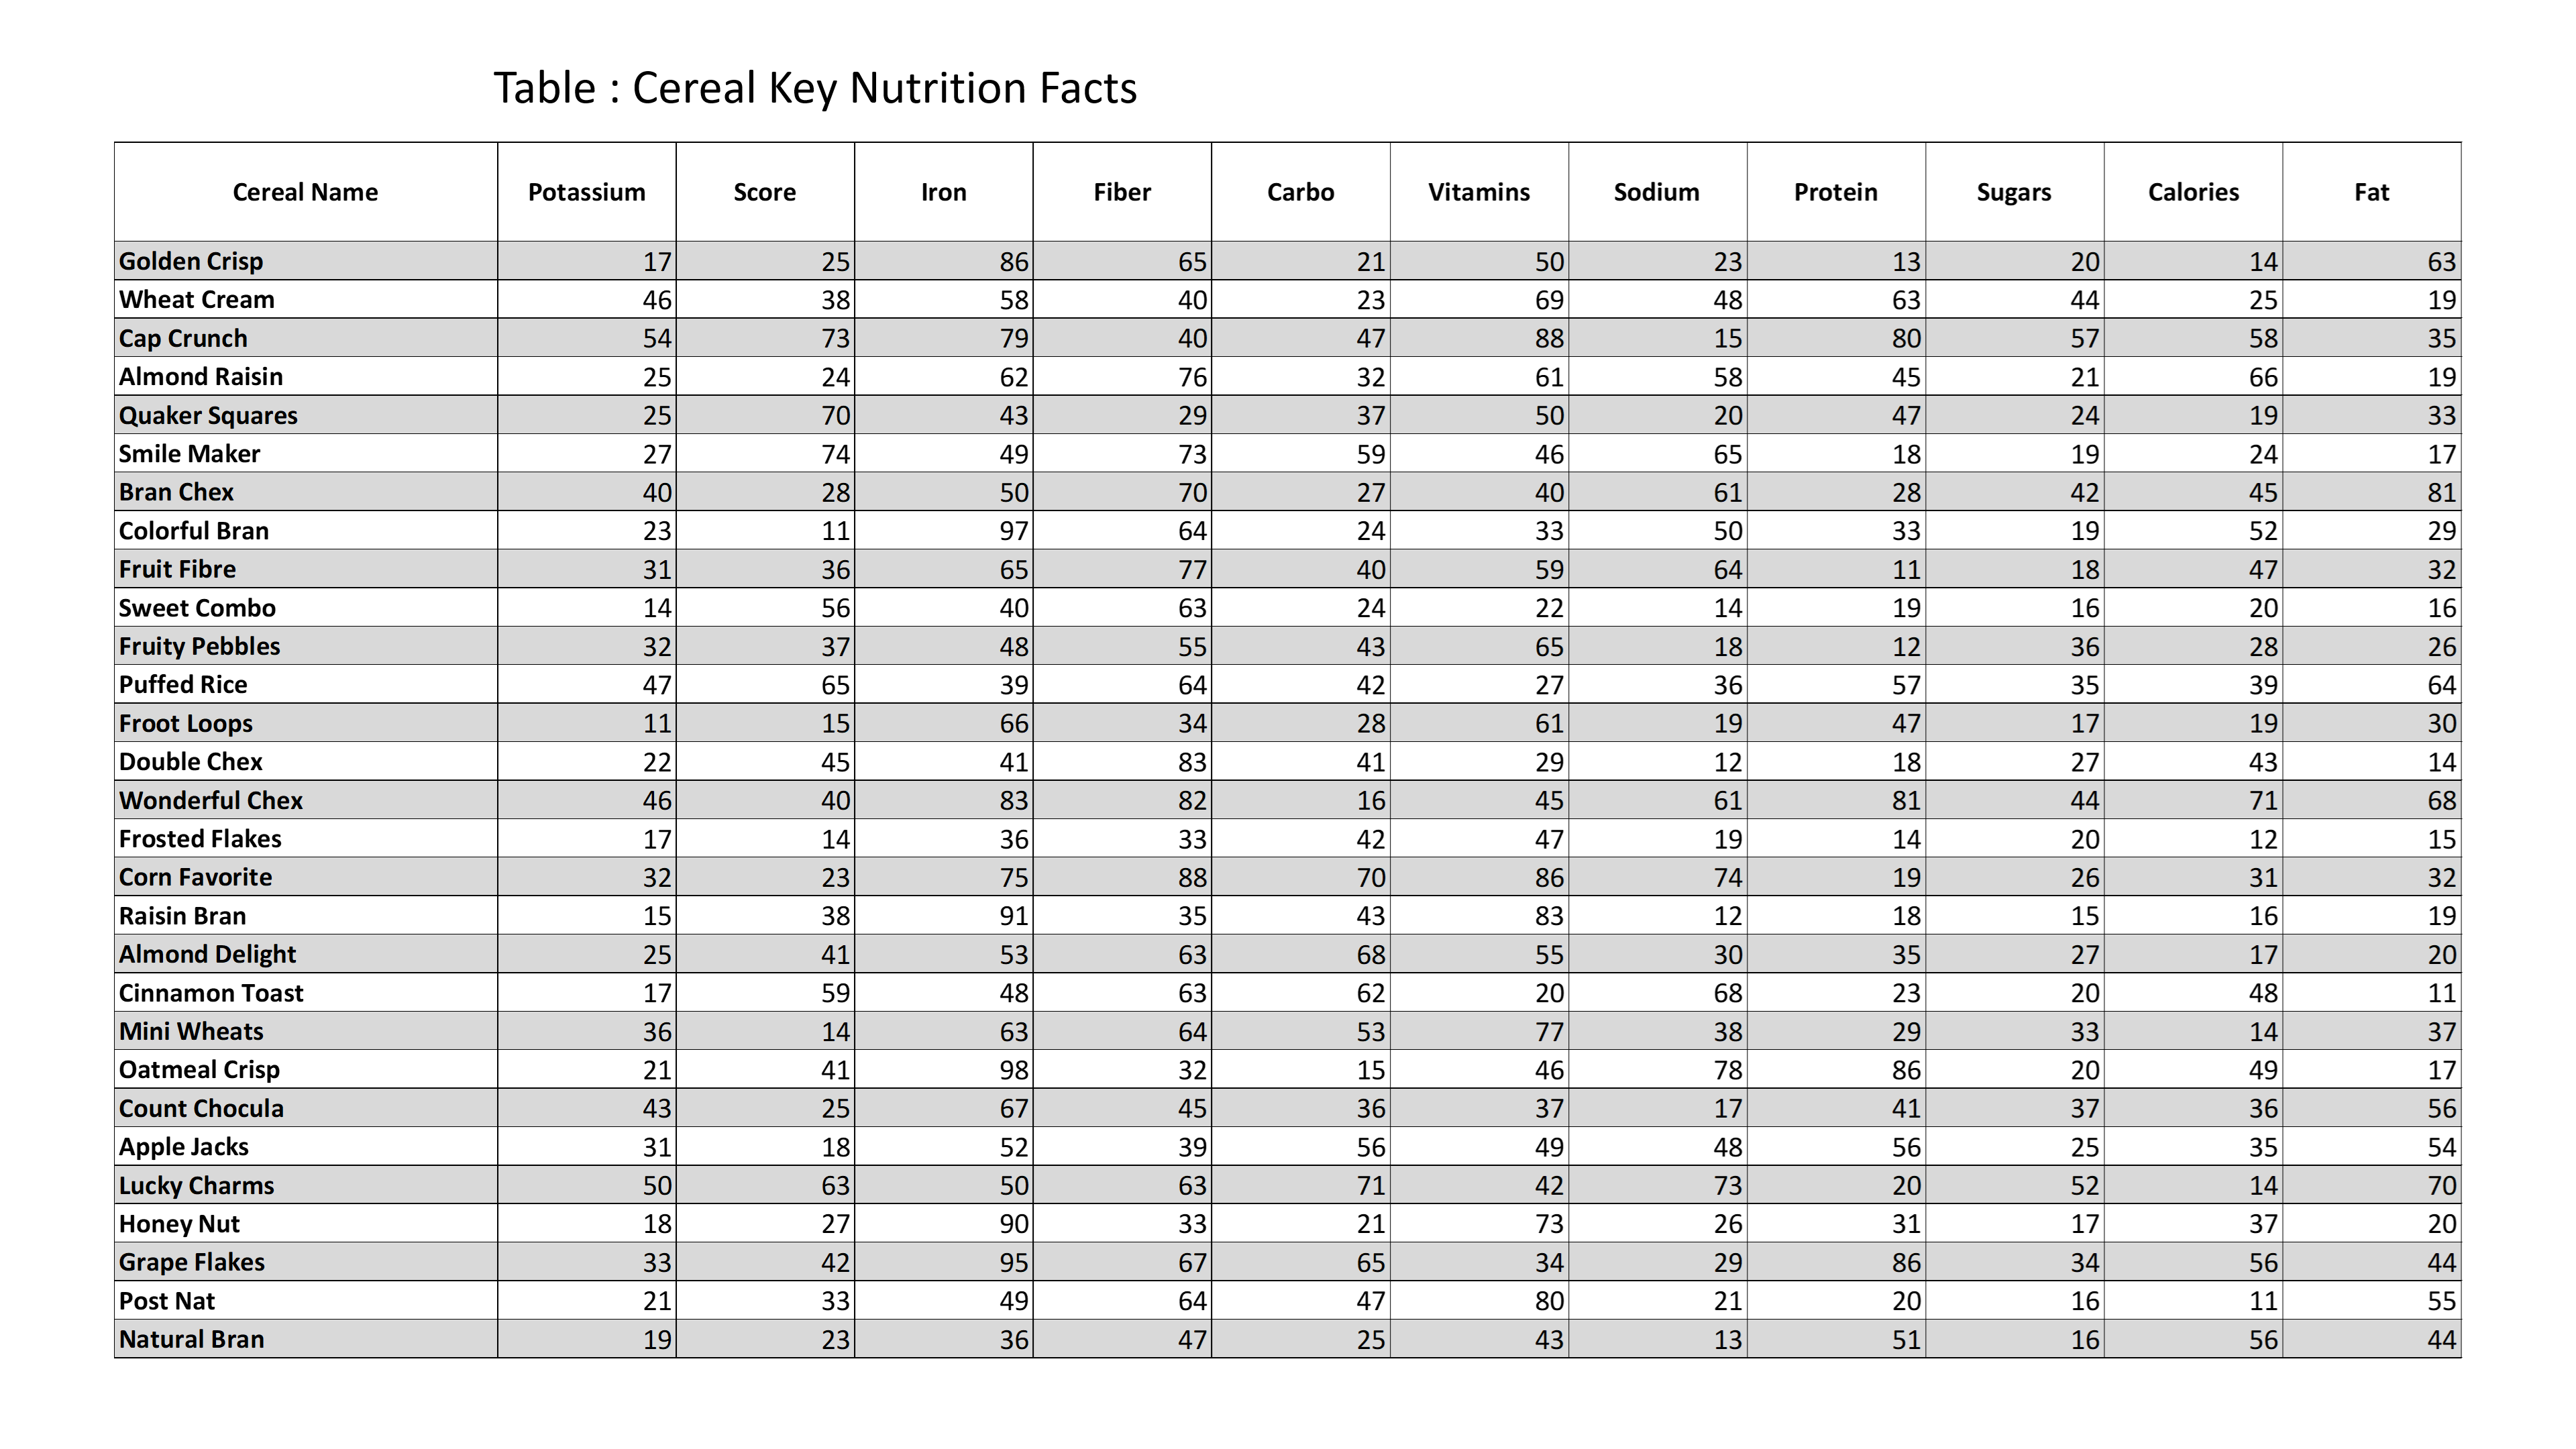 Table : Cereal Key Nutrition Facts
Cereal Name Potassium Score Iron Fiber Carbo Vitamins Sodium Protein Sugars Calories Fat
Golden Crisp 17 25 86 65 21 50 23 13 20 14 63
Wheat Cream 46 38 58 40 23 69 48 63 44 25 19
Cap Crunch 54 73 79 40 47 88 15 80 57 58 35
Almond Raisin 25 24 62 76 32 61 58 45 21 66 19
Quaker Squares 25 70 43 29 37 50 20 47 24 19 33
Smile Maker 27 74 49 73 59 46 65 18 19 24 17
Bran Chex 40 28 50 70 27 40 61 28 42 45 81
Colorful Bran 23 11 97 64 24 33 50 33 19 52 29
Fruit Fibre 31 36 65 77 40 59 64 11 18 47 32
Sweet Combo 14 56 40 63 24 22 14 19 16 20 16
Fruity Pebbles 32 37 48 55 43 65 18 12 36 28 26
Puffed Rice 47 65 39 64 42 27 36 57 35 39 64
Froot Loops 11 15 66 34 28 61 19 47 17 19 30
Double Chex 22 45 41 83 41 29 12 18 27 43 14
Wonderful Chex 46 40 83 82 16 45 61 81 44 71 68
Frosted Flakes 17 14 36 33 42 47 19 14 20 12 15
Corn Favorite 32 23 75 88 70 86 74 19 26 31 32
Raisin Bran 15 38 91 35 43 83 12 18 15 16 19
Almond Delight 25 41 53 63 68 55 30 35 27 17 20
Cinnamon Toast 17 59 48 63 62 20 68 23 20 48 11
Mini Wheats 36 14 63 64 53 77 38 29 33 14 37
Oatmeal Crisp 21 41 98 32 15 46 78 86 20 49 17
Count Chocula 43 25 67 45 36 37 17 41 37 36 56
Apple Jacks 31 18 52 39 56 49 48 56 25 35 54
Lucky Charms 50 63 50 63 71 42 73 20 52 14 70
Honey Nut 18 27 90 33 21 73 26 31 17 37 20
Grape Flakes 33 42 95 67 65 34 29 86 34 56 44
Post Nat 21 33 49 64 47 80 21 20 16 11 55
Natural Bran 19 23 36 47 25 43 13 51 16 56 44